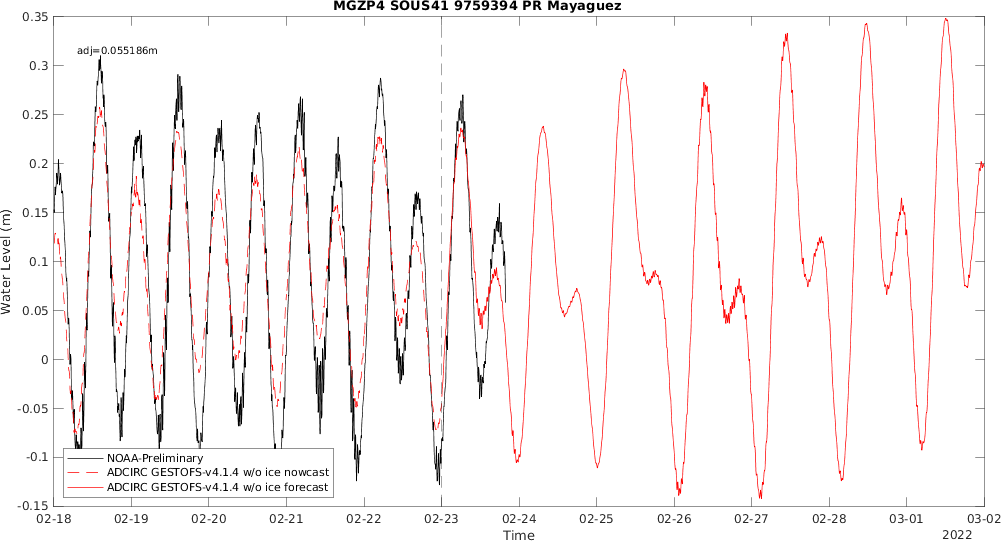 MGZP4 SOUS41 9759394 PR Mayaguez
adj=0.055186m
Water Level (m)
0.35
0.3
0.25
0.2
0.15
0.1
0.05
0
-0.05
-0.1
-0.15
NOAA-Preliminary
ADCIRC GESTOFS-v4.1.4 w/o ice nowcast
ADCIRC GESTOFS-v4.1.4 w/o ice forecast
02-18 02-19 02-20 02-21 02-22 02-23 02-24 02-25 02-26 02-27 02-28 03-01 03-02
Time
2022